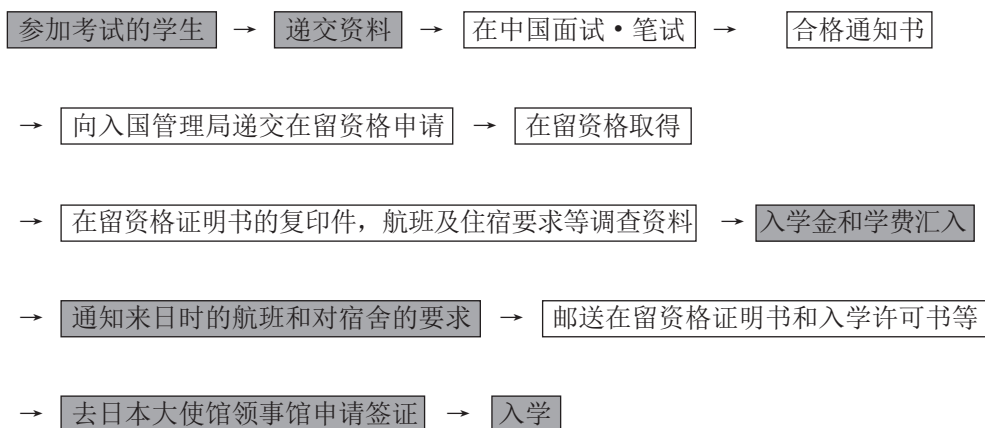 参加考试的学生 → 递交资料 → 在中国面试・笔试 → 合格通知书
→ 向入国管理局递交在留资格申请 → 在留资格取得
→ 在留资格证明书的复印件，航班及住宿要求等调查资料 → 入学金和学费汇入
→ 通知来日时的航班和对宿舍的要求 → 邮送在留资格证明书和入学许可书等
→ 去日本大使馆领事馆申请签证 → 入学